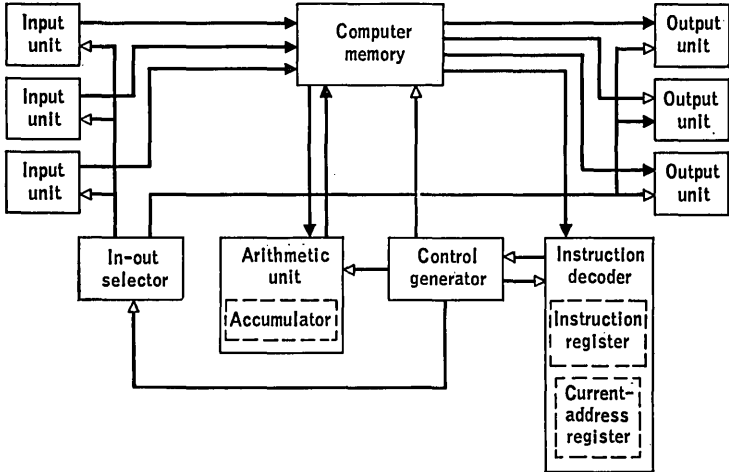 Input
unit
Computer
memory
Output
unit
Input
unit
Output
unit
Input
unit
Output
unit
In-out
selector
Arithmetic
unit
Accumulator
Control
generator
Instruction
decoder
Instruction
register
Current-
address
register